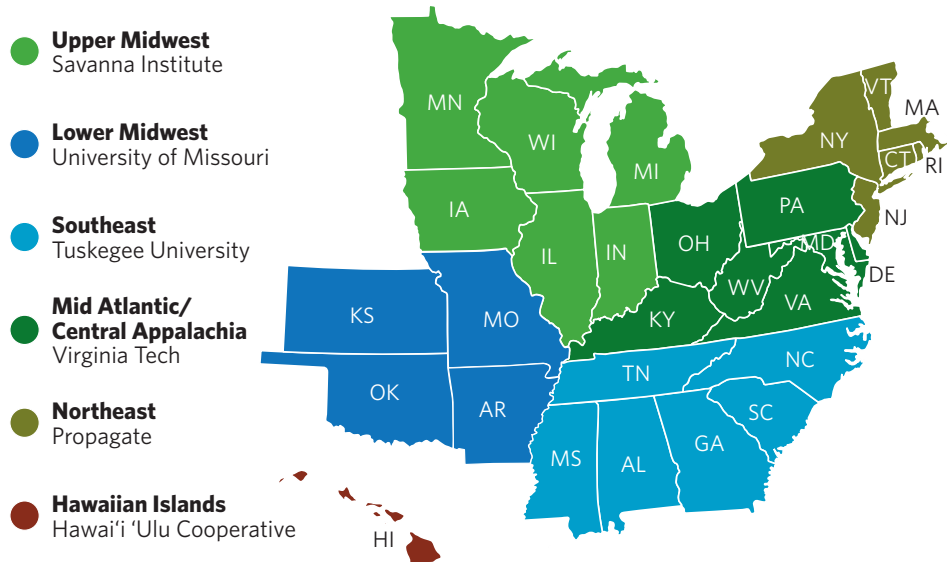 Upper Midwest
Savanna Institute
Lower Midwest
University of Missouri
Southeast
Tuskegee University
Mid Atlantic/
Central Appalachia
Virginia Tech
Northeast
Propagate
Hawaiian Islands
Hawai‘i ‘Ulu Cooperative
MN
WI
MI
IA
IL
IN
OH
PA
NY
VT
MA
CT
RI
NJ
MD
DE
WV
VA
KY
KS
MO
OK
AR
TN
NC
SC
MS
AL
GA
HI